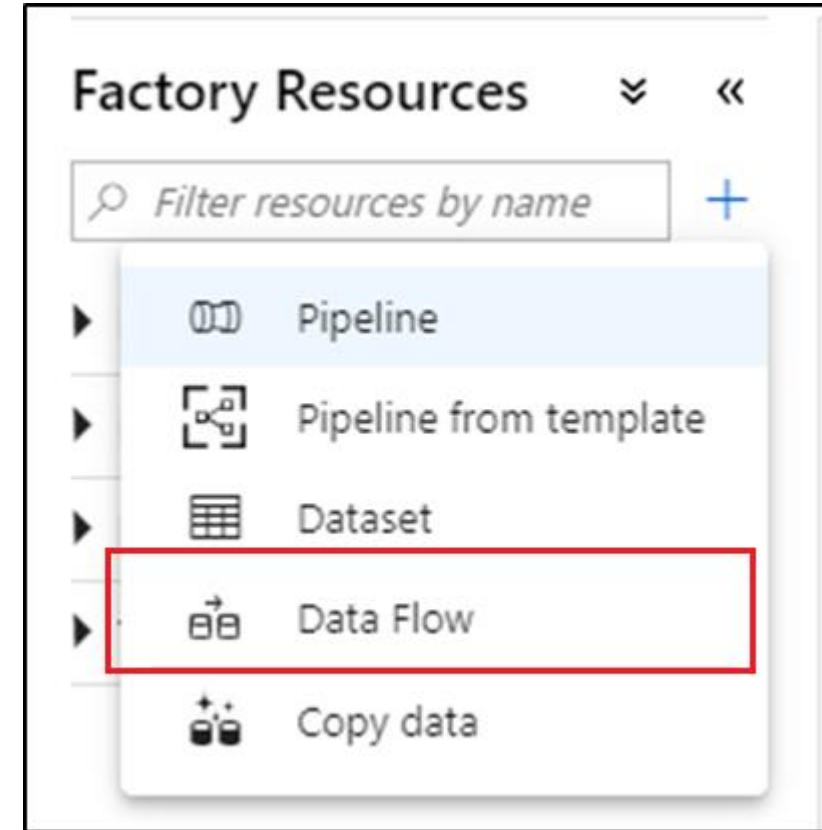 Factory Resources
Filter resources by name
Pipeline
Pipeline from template
Dataset
Data Flow
Copy data